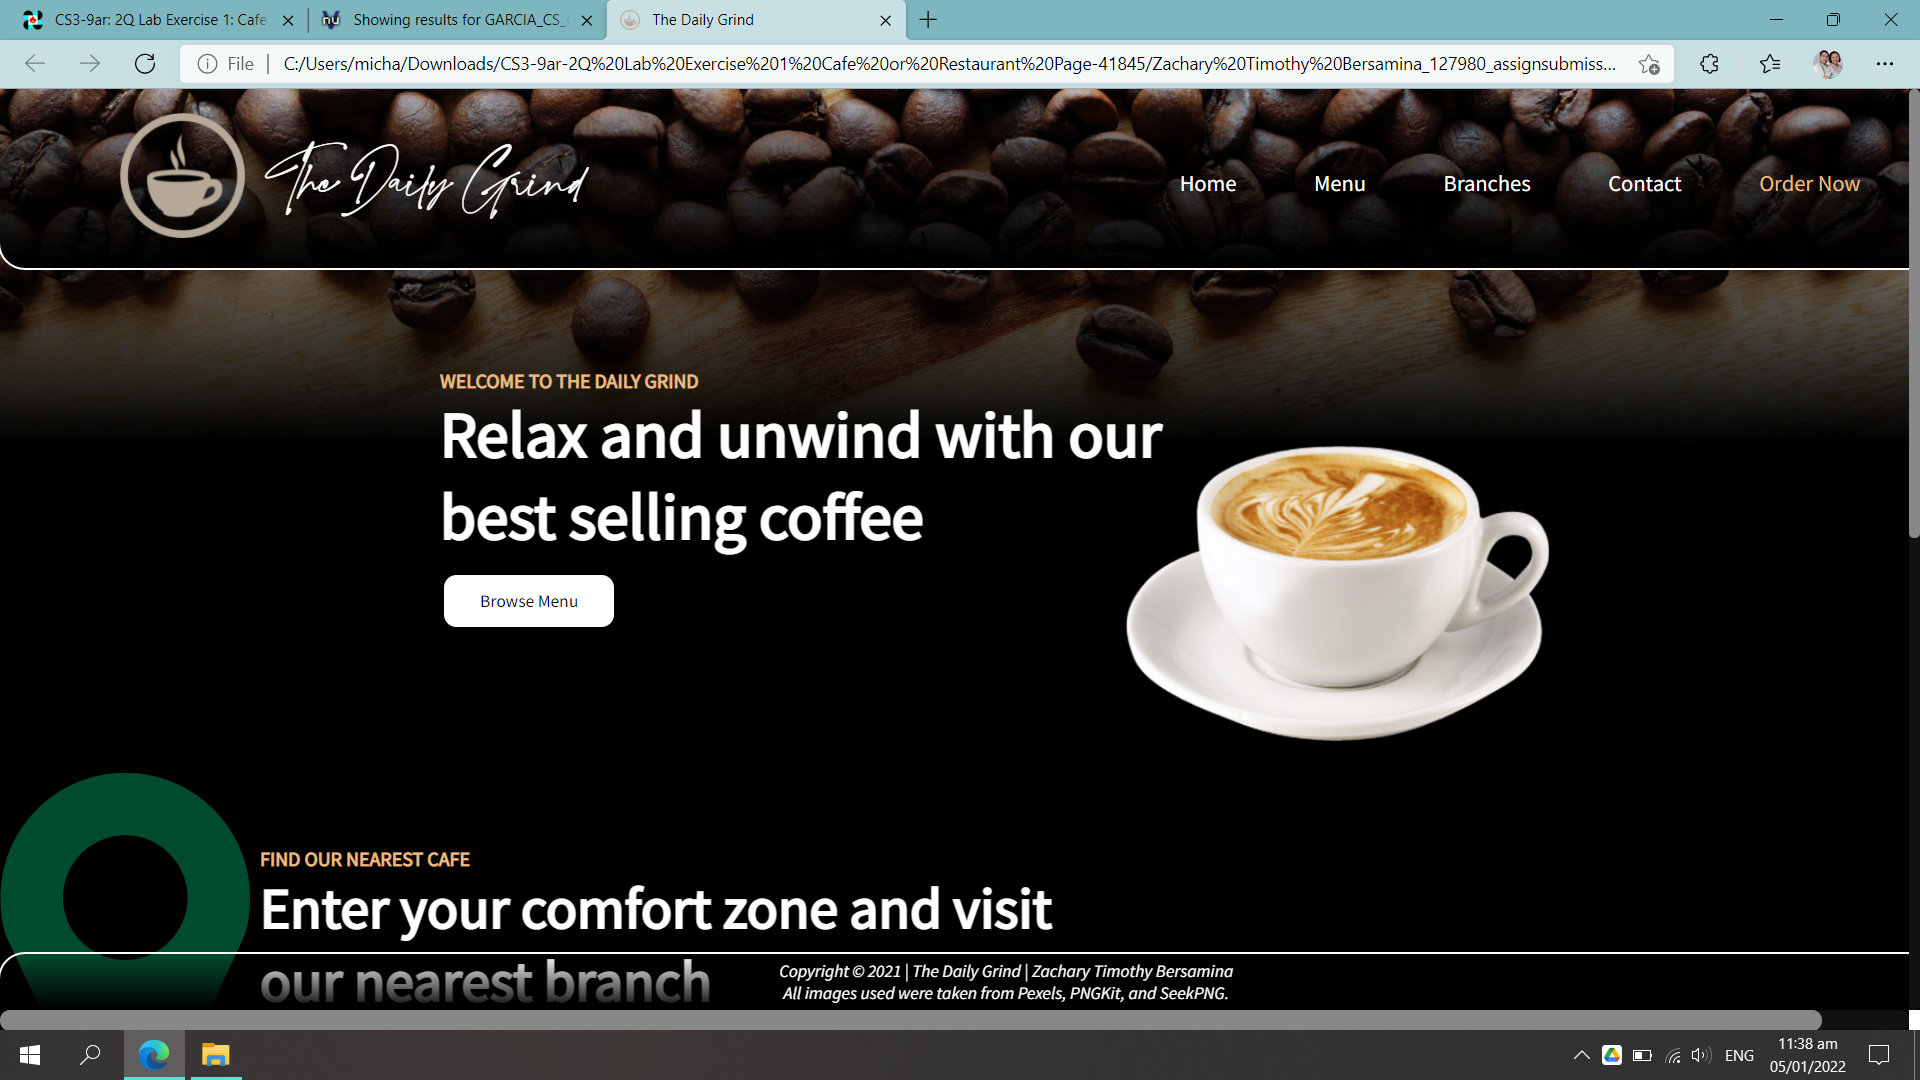 CS3-9ar: 2Q Lab Exercise 1: Cafe
Showing results for GARCIA_CS_
The Daily Grind
File
C:/Users/micha/Downloads/CS3-9ar-2Q%20Lab%20Exercise%201%20Cafe%20or%20Restaurant%20Page-41845/Zachary%20Timothy%20Bersamina_127980_assignsubmiss...
The Daily Grind
Home
Menu
Branches
Contact
Order Now
WELCOME TO THE DAILY GRIND
Relax and unwind with our
best selling coffee
Browse Menu
FIND OUR NEAREST CAFE
Enter your comfort zone and visit
our nearest branch
Copyright © 2021 | The Daily Grind | Zachary Timothy Bersamina
All images used were taken from Pexels, PNGKit, and SeekPNG.
ENG
11:38 am
05/01/2022